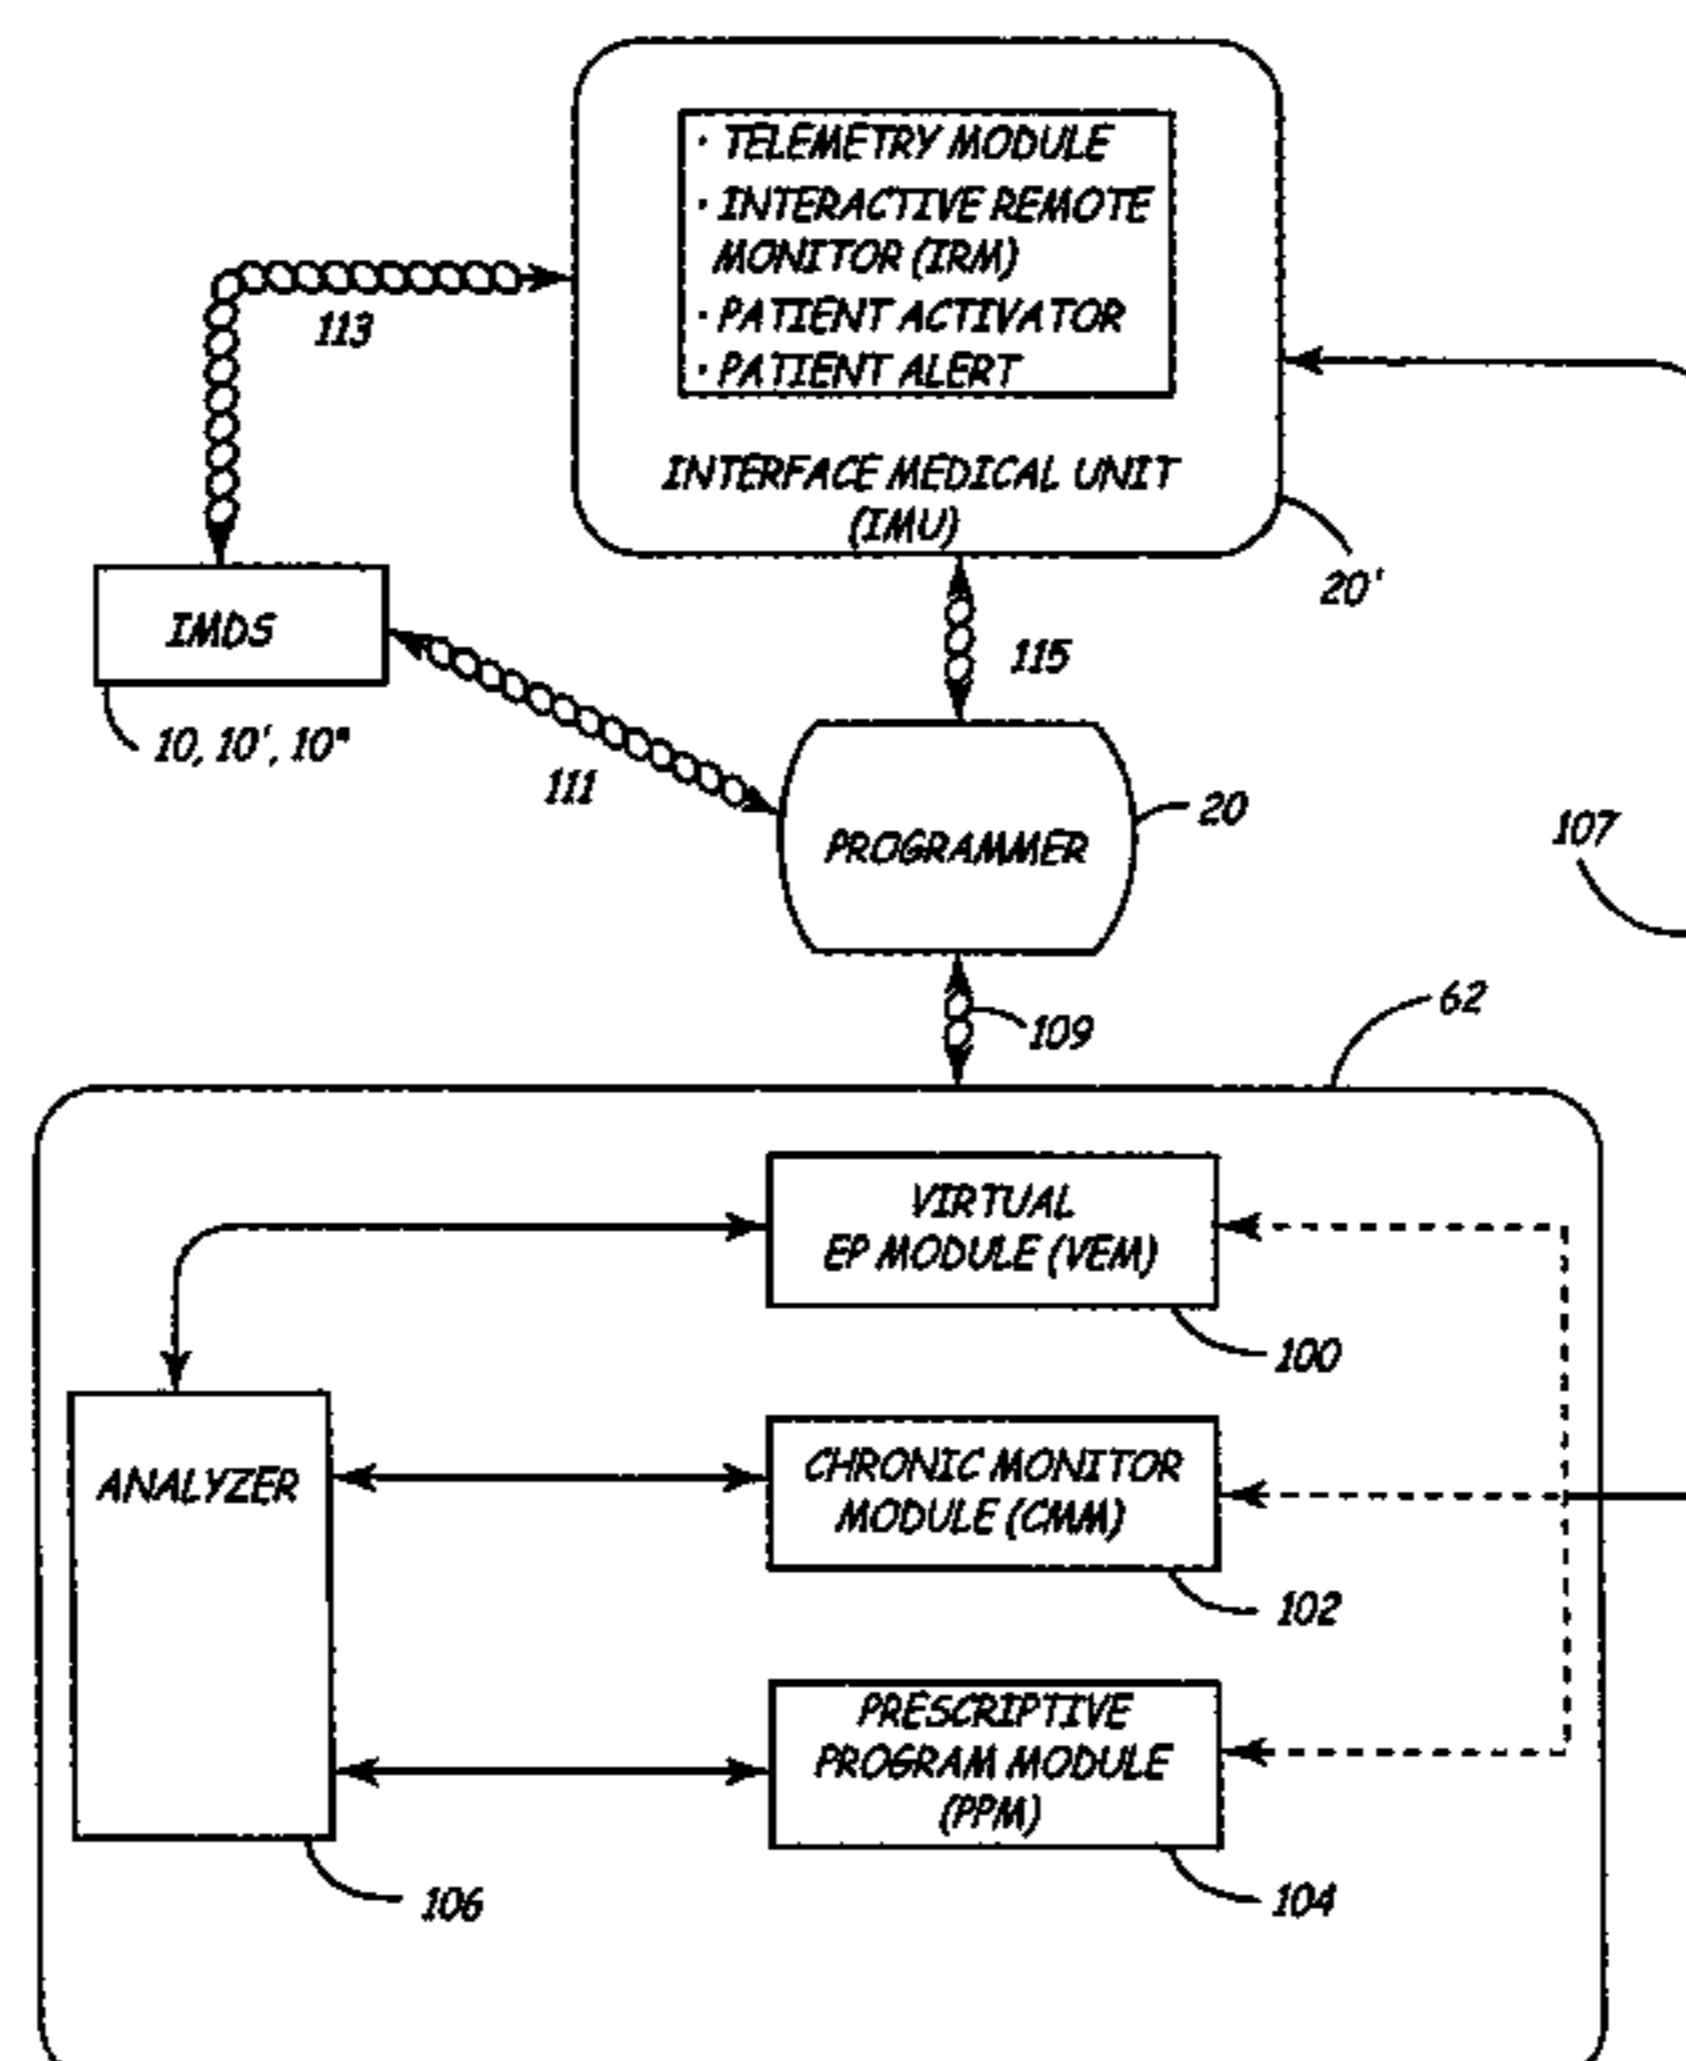 · TELEMETRY MODULE
· INTERACTIVE REMOTE
MONITOR (IRM)
· PATIENT ACTIVATOR
· PATIENT ALERT
INTERFACE MEDICAL UNIT
(IMU)
113
20'
IMDS
115
10, 10', 10"
111
PROGRAMMER
20
107
62
109
VIRTUAL
EP MODULE (VEM)
100
ANALYZER
CHRONIC MONITOR
MODULE (CMM)
102
PRESCRIPTIVE
PROGRAM MODULE
(PPM)
106
104